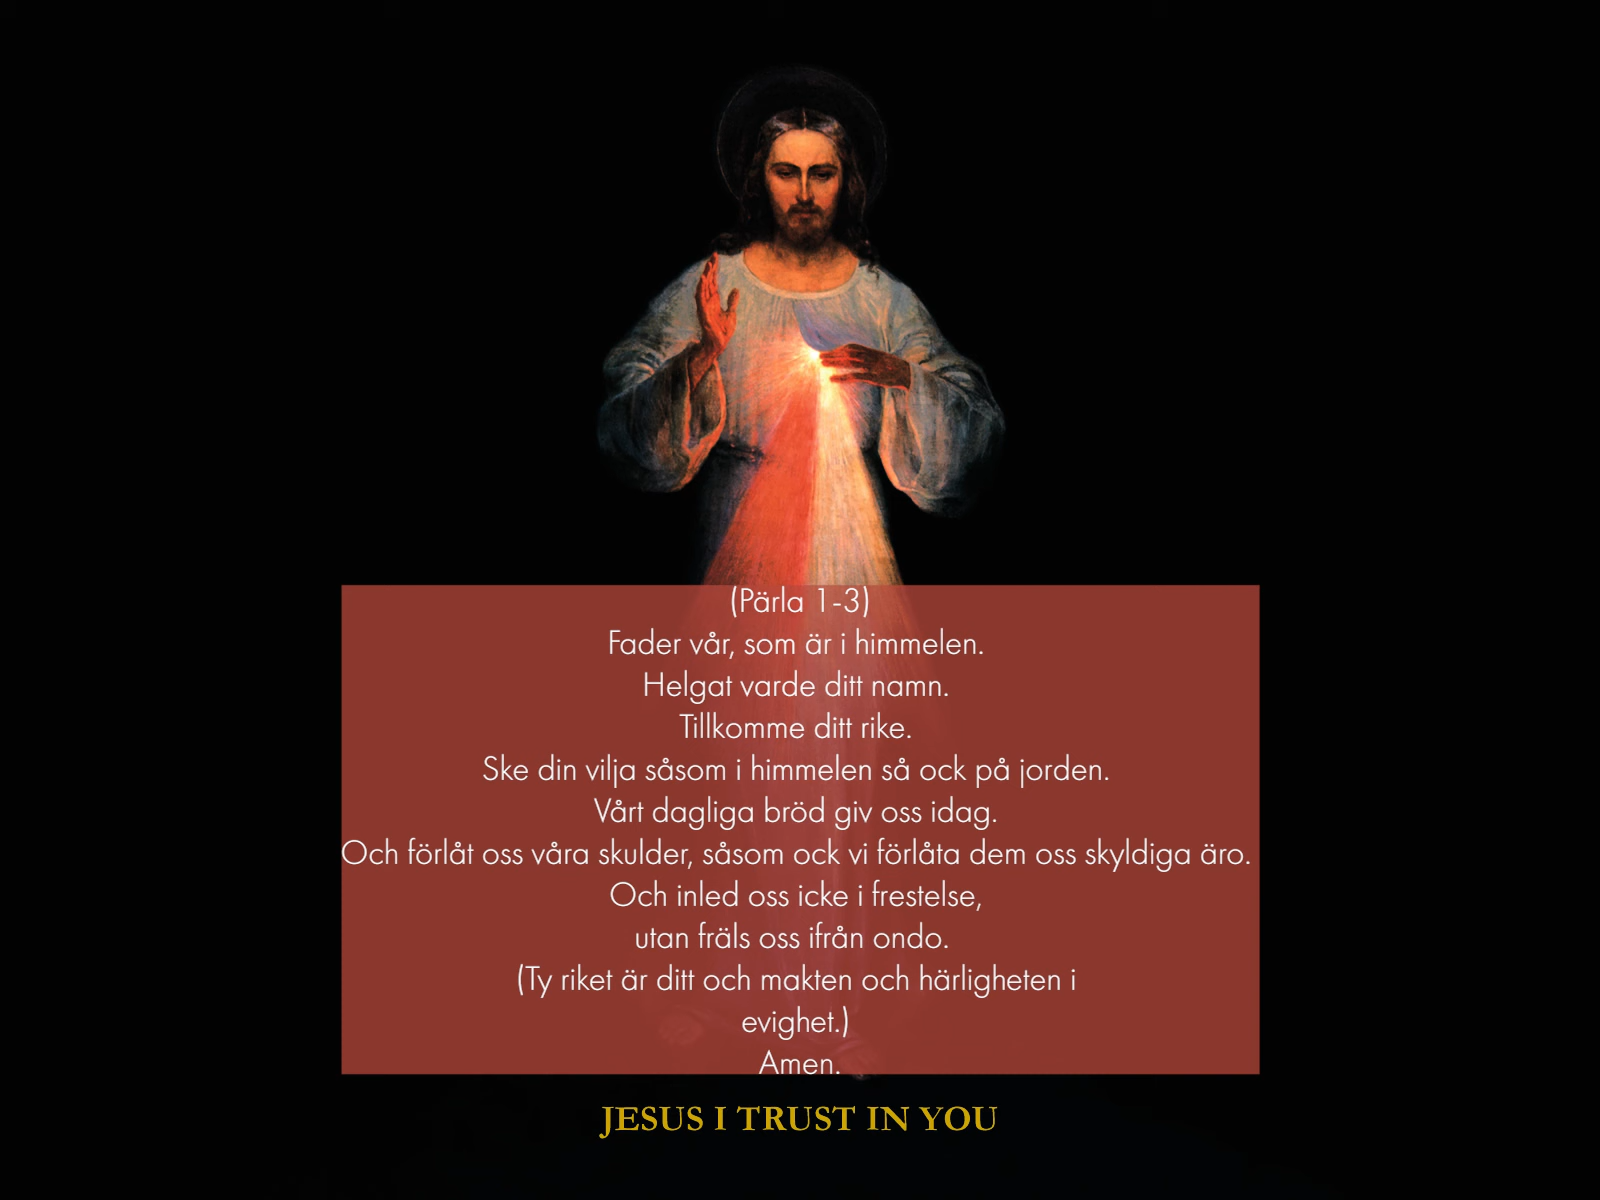 (Pärla 1-3)
Fader vår, som är i himmelen.
Helgat varde ditt namn.
Tillkomme ditt rike.
Ske din vilja såsom i himmelen så ock på jorden.
Vårt dagliga bröd giv oss idag.
Och förlåt oss våra skulder, såsom ock vi förlåta dem oss skyldiga äro.
Och inled oss icke i frestelse,
utan fräls oss ifrån ondo.
(Ty riket är ditt och makten och härligheten i
evighet.)
Amen.
JESUS I TRUST IN YOU